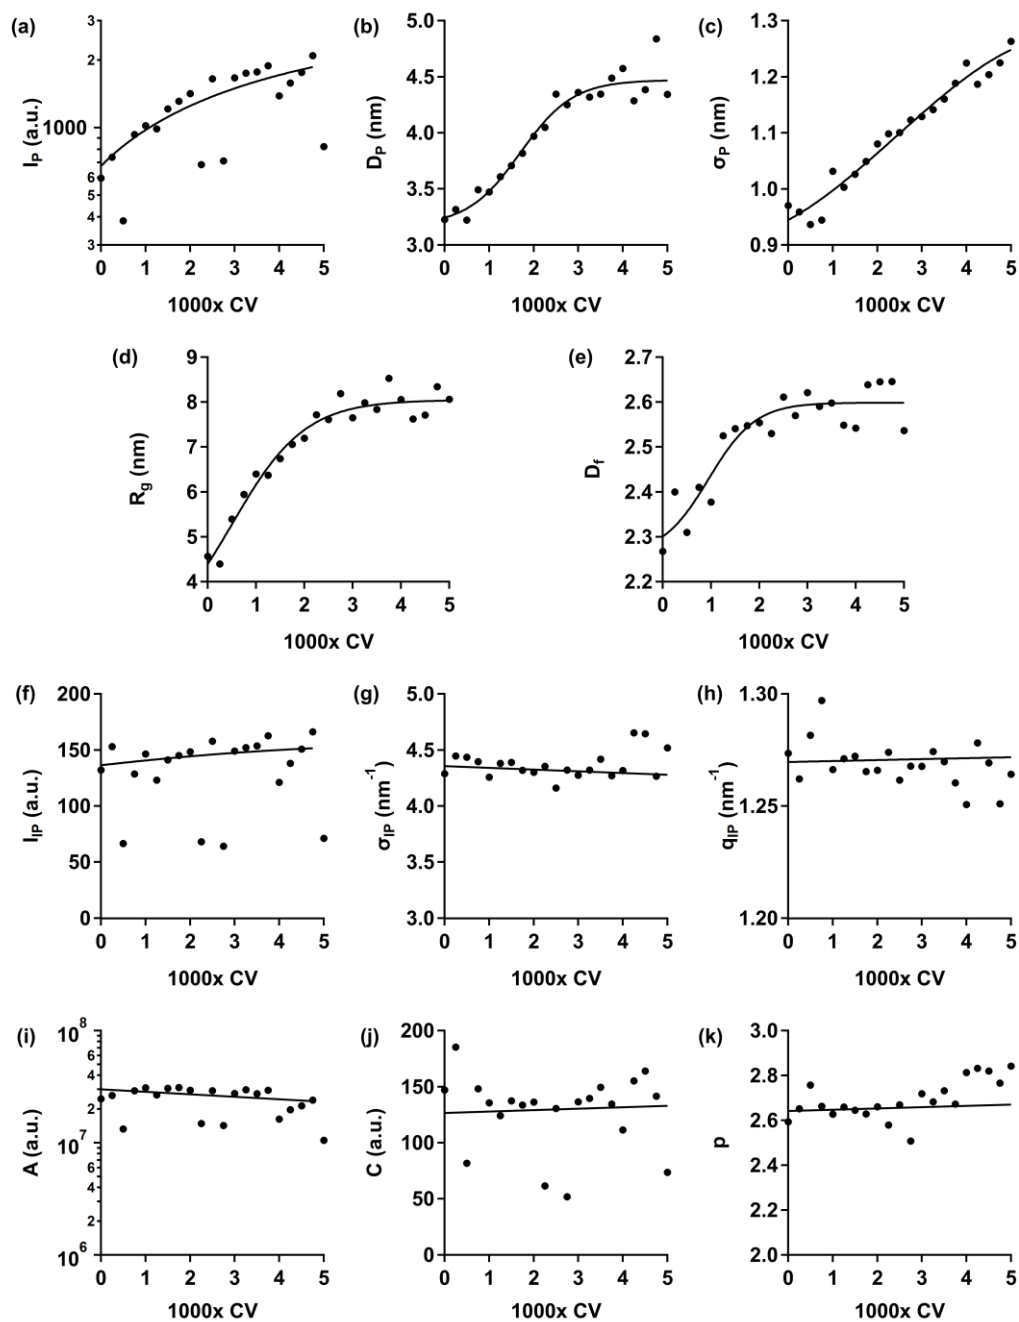 (a)
3
2
1000
6
5
4
3
I_P (a.u.)
0 1 2 3 4 5
1000x CV
(b)
5.0
4.5
4.0
3.5
3.0
D_P (nm)
0 1 2 3 4 5
1000x CV
(c)
1.3
1.2
1.1
1.0
0.9
σ_P (nm)
0 1 2 3 4 5
1000x CV
(d)
9
8
7
6
5
4
R_g (nm)
0 1 2 3 4 5
1000x CV
(e)
2.7
2.6
2.5
2.4
2.3
2.2
D_f
0 1 2 3 4 5
1000x CV
(f)
200
150
100
50
0
I_IP (a.u.)
0 1 2 3 4 5
1000x CV
(g)
5.0
4.5
4.0
3.5
3.0
σ_IP (nm⁻¹)
0 1 2 3 4 5
1000x CV
(h)
1.30
1.25
1.20
q_IP (nm⁻¹)
0 1 2 3 4 5
1000x CV
(i)
10⁸
6
4
2
10⁷
6
4
2
10⁶
A (a.u.)
0 1 2 3 4 5
1000x CV
(j)
200
150
100
50
0
C (a.u.)
0 1 2 3 4 5
1000x CV
(k)
3.0
2.8
2.6
2.4
2.2
2.0
p
0 1 2 3 4 5
1000x CV